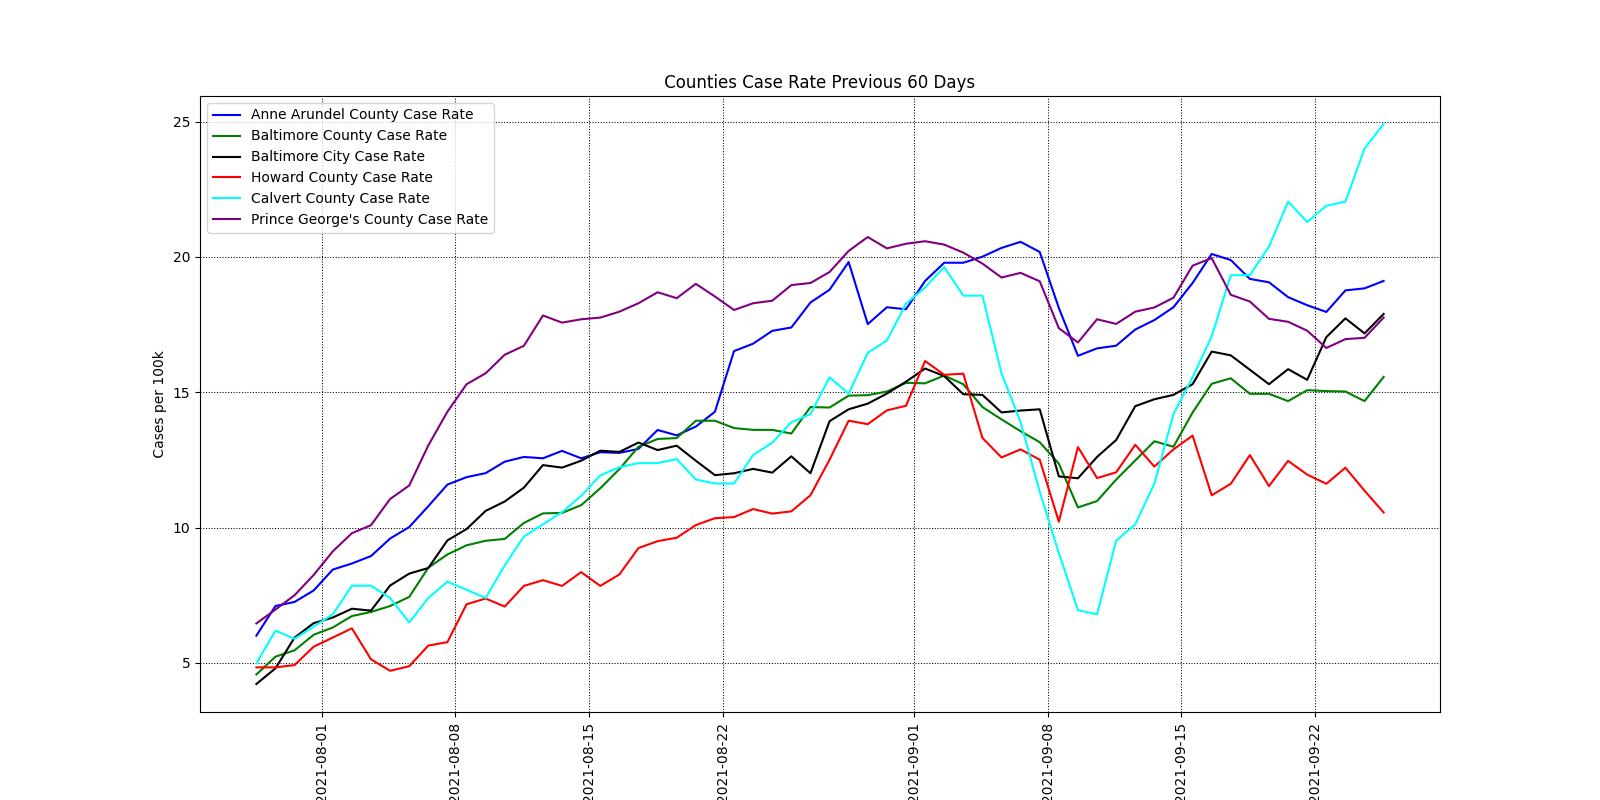 Counties Case Rate Previous 60 Days
Anne Arundel County Case Rate
Baltimore County Case Rate
Baltimore City Case Rate
Howard County Case Rate
Calvert County Case Rate
Prince George's County Case Rate
Cases per 100k
25
20
15
10
5
2021-08-01
2021-08-08
2021-08-15
2021-08-22
2021-09-01
2021-09-08
2021-09-15
2021-09-22